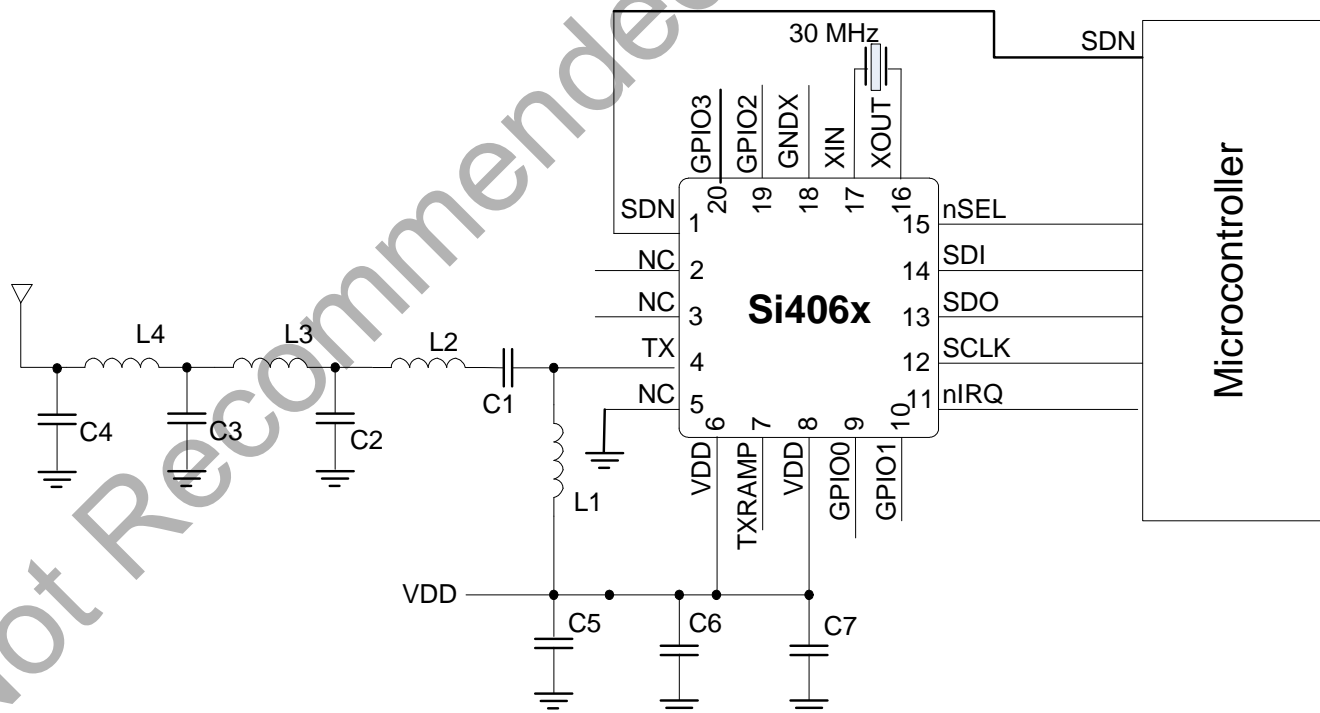 Not Recommended
30 MHz
SDN
GPIO3
GPIO2
GNDX
XIN
XOUT
20
19
18
17
16
SDN
1
NC
2
NC
3
TX
4
NC
5
Si406x
15
nSEL
14
SDI
13
SDO
12
SCLK
11
nIRQ
Microcontroller
6
7
8
9
10
VDD
TXRAMP
VDD
GPIO0
GPIO1
L4
L3
L2
C1
C4
C3
C2
L1
VDD
C5
C6
C7